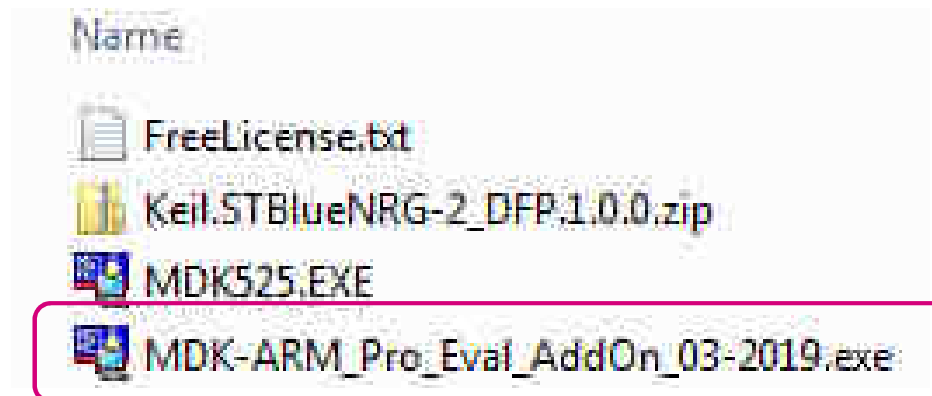 Name
FreeLicense.txt
Keil.STBlueNRG-2_DFP.1.0.0.zip
MDK525.EXE
MDK-ARM_Pro_Eval_AddOn_03-2019.exe